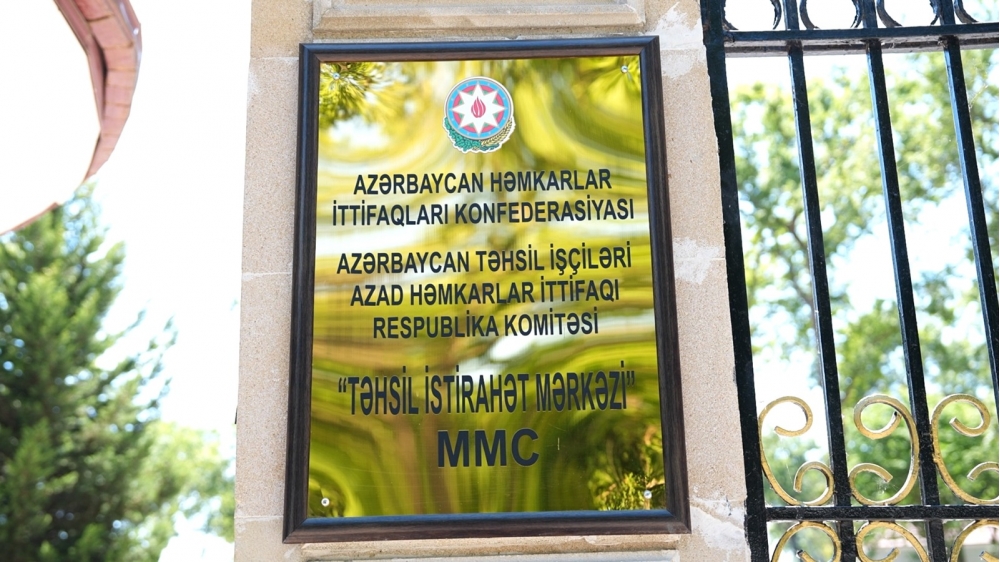 AZƏRBAYCAN HƏMKARLAR
İTTİFAQLARI KONFEDERASİYASI
AZƏRBAYCAN TƏHSİL İŞÇİLƏRİ
AZAD HƏMKARLAR İTTİFAQI
RESPUBLİKA KOMİTƏSİ
“TƏHSİL İSTİRAHƏT MƏRKƏZİ”
MMC